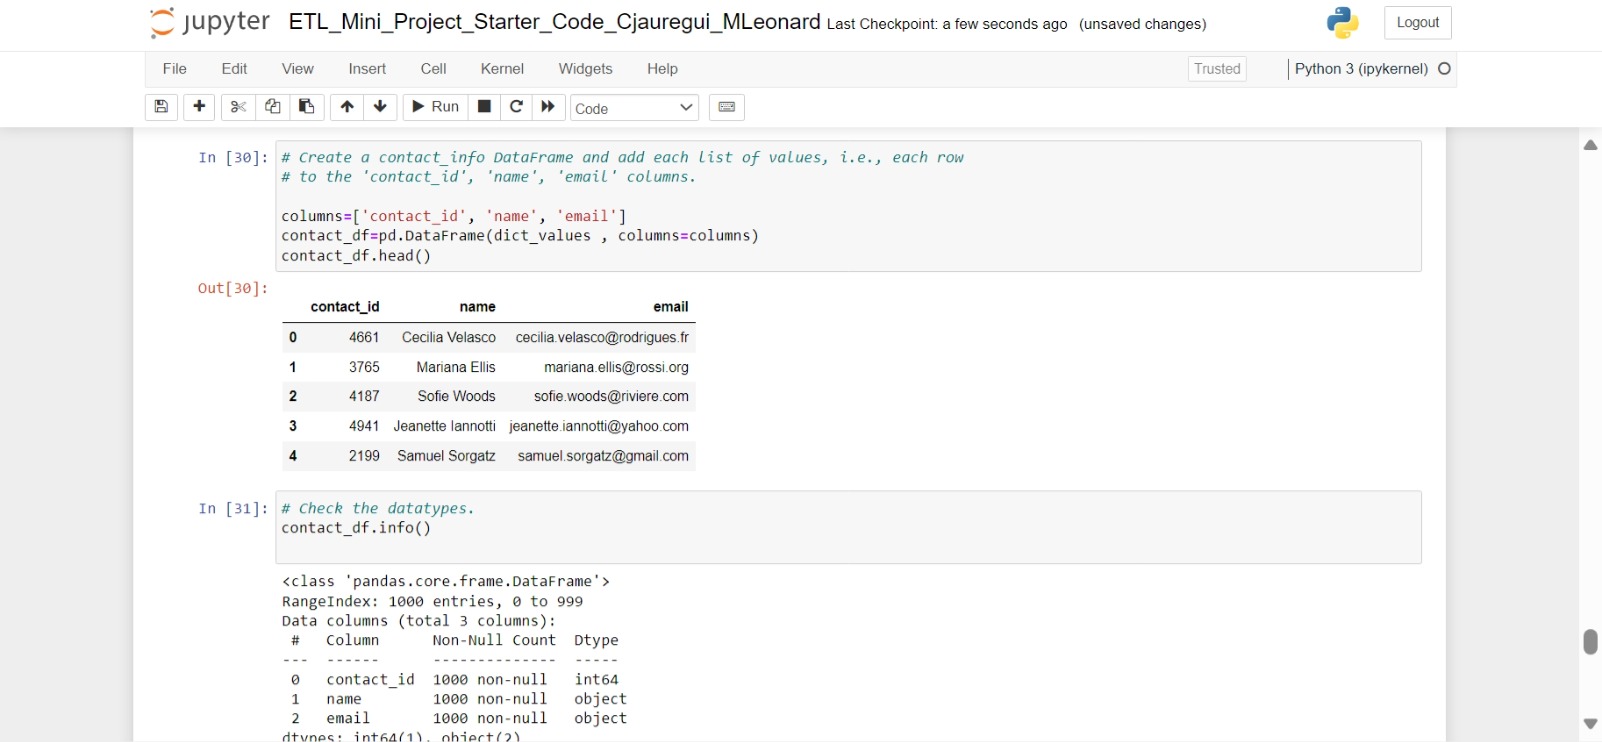 jupyter ETL_Mini_Project_Starter_Code_Cjauregui_MLeonard Last Checkpoint: a few seconds ago (unsaved changes) Logout
File Edit View Insert Cell Kernel Widgets Help Trusted Python 3 (ipykernel)
Run Code
In [30]: # Create a contact_info DataFrame and add each list of values, i.e., each row
# to the 'contact_id', 'name', 'email' columns.
columns=['contact_id', 'name', 'email']
contact_df=pd.DataFrame(dict_values , columns=columns)
contact_df.head()
Out[30]:
contact_id name email
0 4661 Cecilia Velasco cecilia.velasco@rodrigues.fr
1 3765 Mariana Ellis mariana.ellis@rossi.org
2 4187 Sofie Woods sofie.woods@riviere.com
3 4941 Jeanette Iannotti jeanette.iannotti@yahoo.com
4 2199 Samuel Sorgatz samuel.sorgatz@gmail.com
In [31]: # Check the datatypes.
contact_df.info()
<class 'pandas.core.frame.DataFrame'>
RangeIndex: 1000 entries, 0 to 999
Data columns (total 3 columns):
# Column Non-Null Count Dtype
--- ------ -------------- -----
0 contact_id 1000 non-null int64
1 name 1000 non-null object
2 email 1000 non-null object
dtypes: int64(1), object(2)